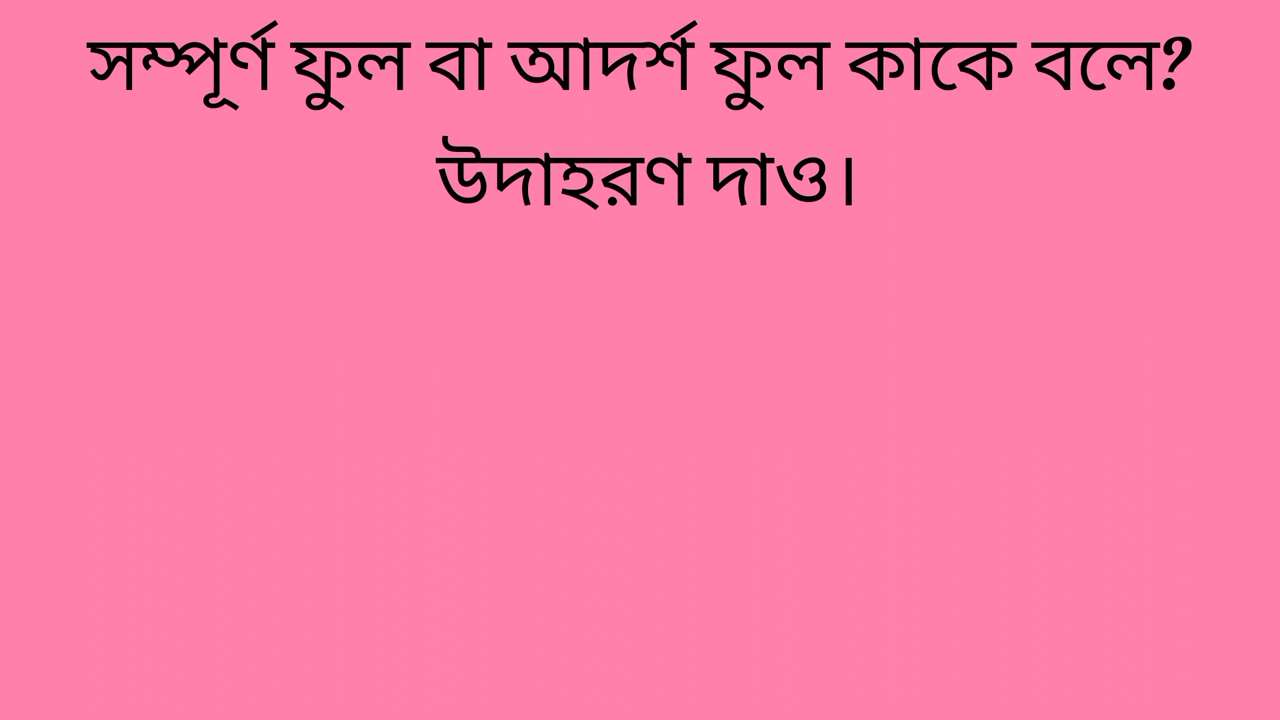 সম্পূর্ণ ফুল বা আদর্শ ফুল কাকে বলে?
উদাহরণ দাও।